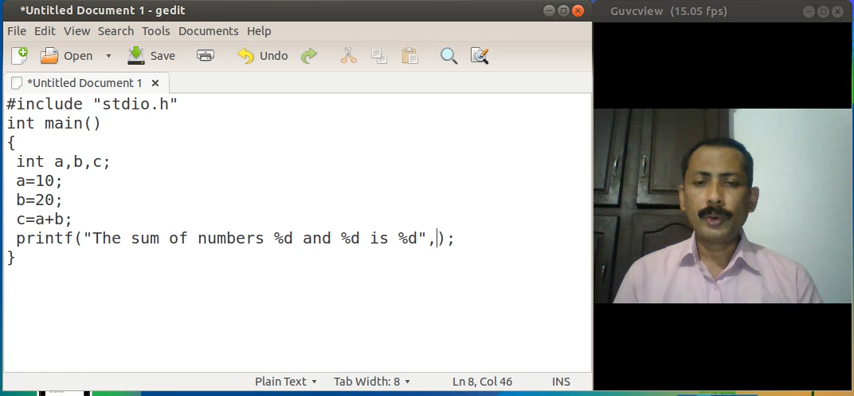 *Untitled Document 1 - gedit
File Edit View Search Tools Documents Help
Open Save Undo
*Untitled Document 1
#include "stdio.h"
int main()
{
int a,b,c;
a=10;
b=20;
c=a+b;
printf("The sum of numbers %d and %d is %d",);
}
Plain Text Tab Width: 8 Ln 8, Col 46 INS
Guvcview (15.05 fps)